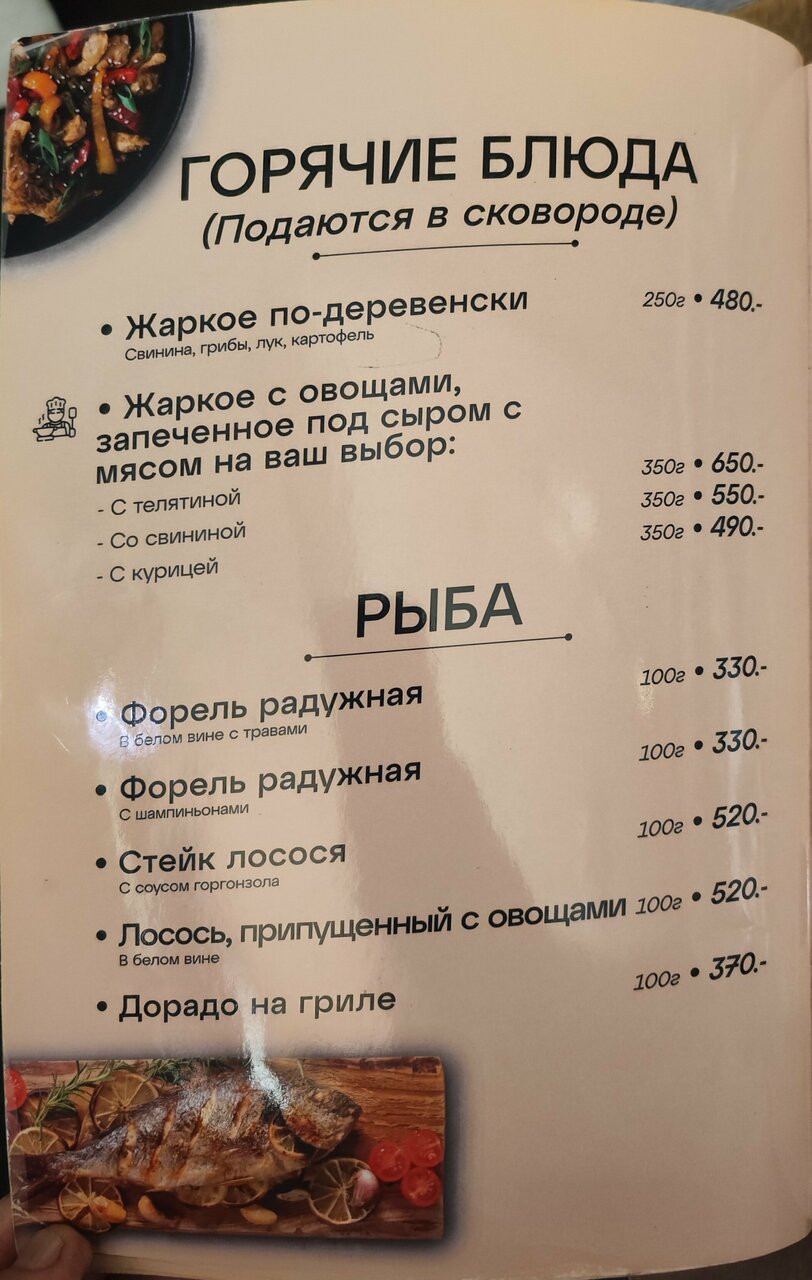 ГОРЯЧИЕ БЛЮДА
(Подаются в сковороде)
• Жаркое по-деревенски 250г • 480.-
Свинина, грибы, лук, картофель
• Жаркое с овощами,
запеченное под сыром с
мясом на ваш выбор:
- С телятиной 350г • 650.-
- Со свининой 350г • 550.-
- С курицей 350г • 490.-
РЫБА
• Форель радужная 100г • 330.-
В белом вине с травами
• Форель радужная 100г • 330.-
С шампиньонами
• Стейк лосося 100г • 520.-
С соусом горгонзола
• Лосось, припущенный с овощами 100г • 520.-
В белом вине
• Дорадо на гриле 100г • 370.-